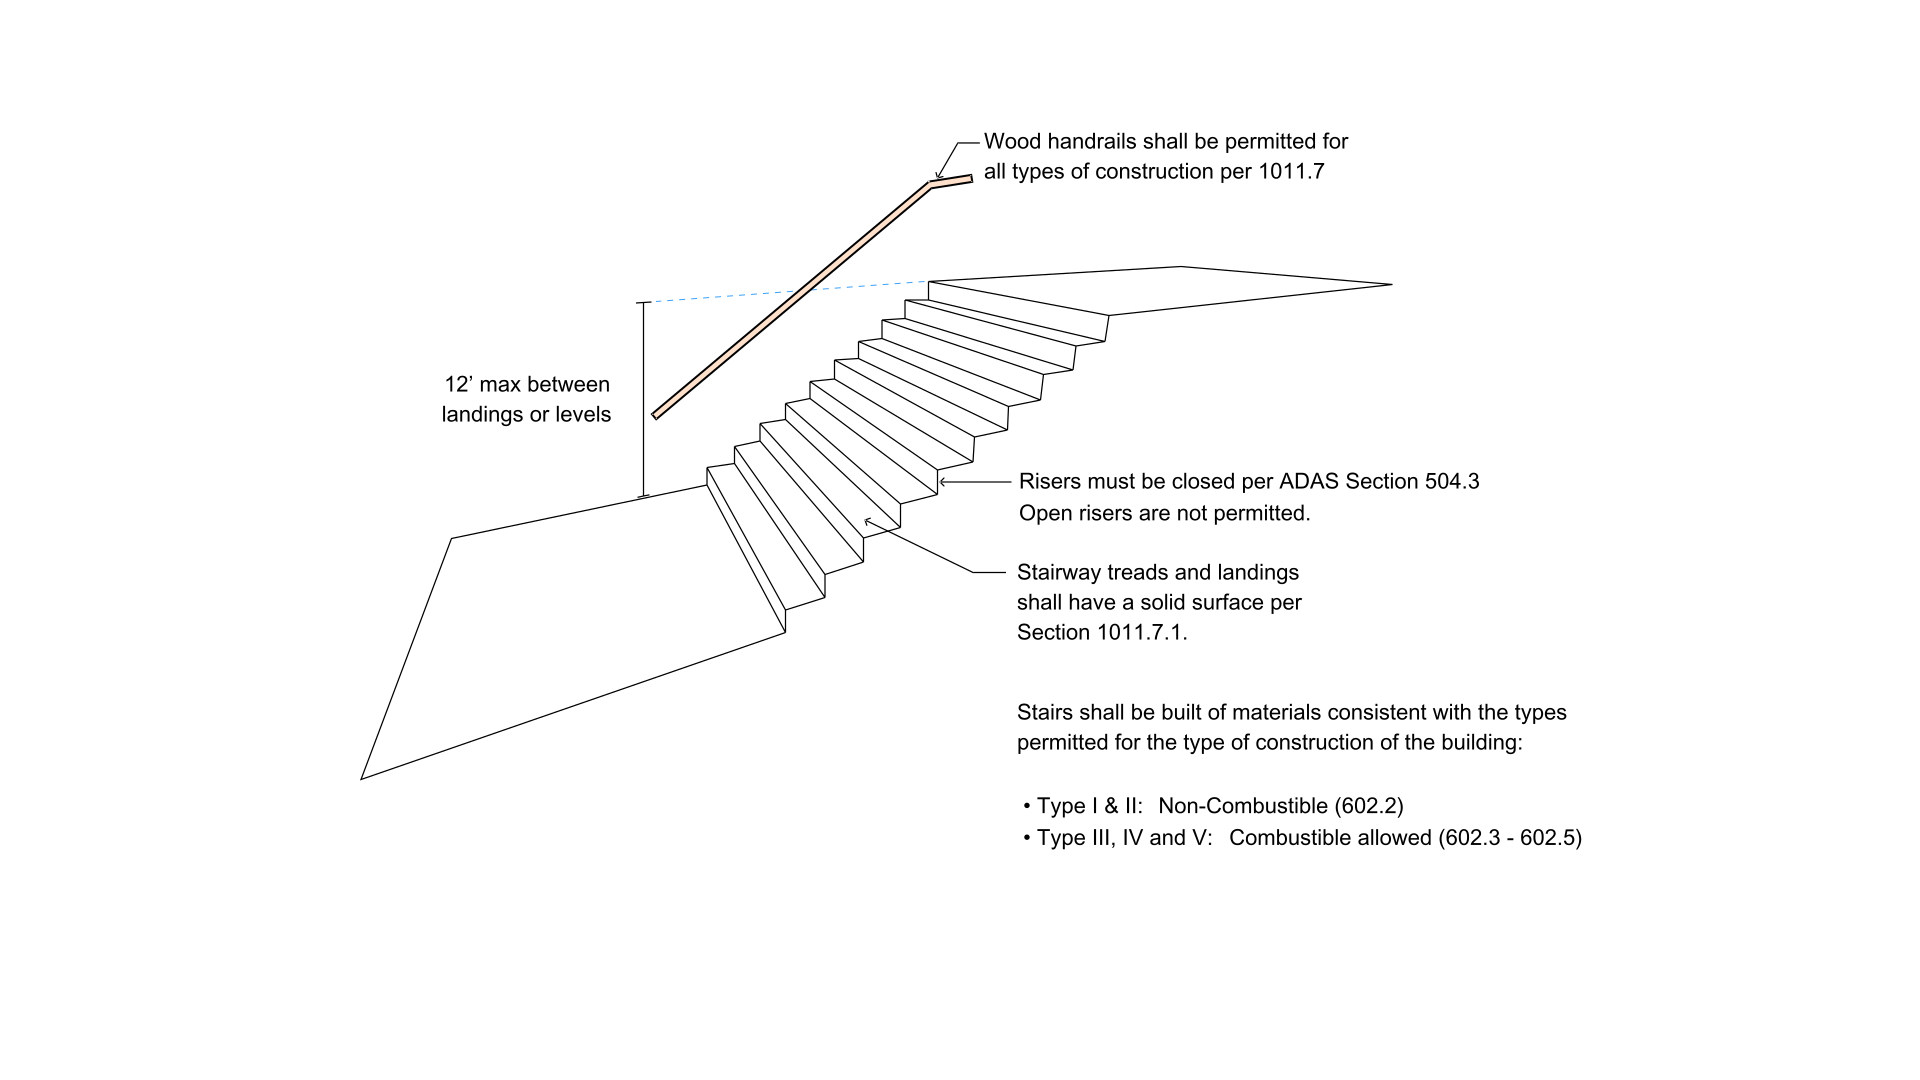 Wood handrails shall be permitted for
all types of construction per 1011.7
12’ max between
landings or levels
Risers must be closed per ADAS Section 504.3
Open risers are not permitted.
Stairway treads and landings
shall have a solid surface per
Section 1011.7.1.
Stairs shall be built of materials consistent with the types
permitted for the type of construction of the building:
• Type I & II: Non-Combustible (602.2)
• Type III, IV and V: Combustible allowed (602.3 - 602.5)